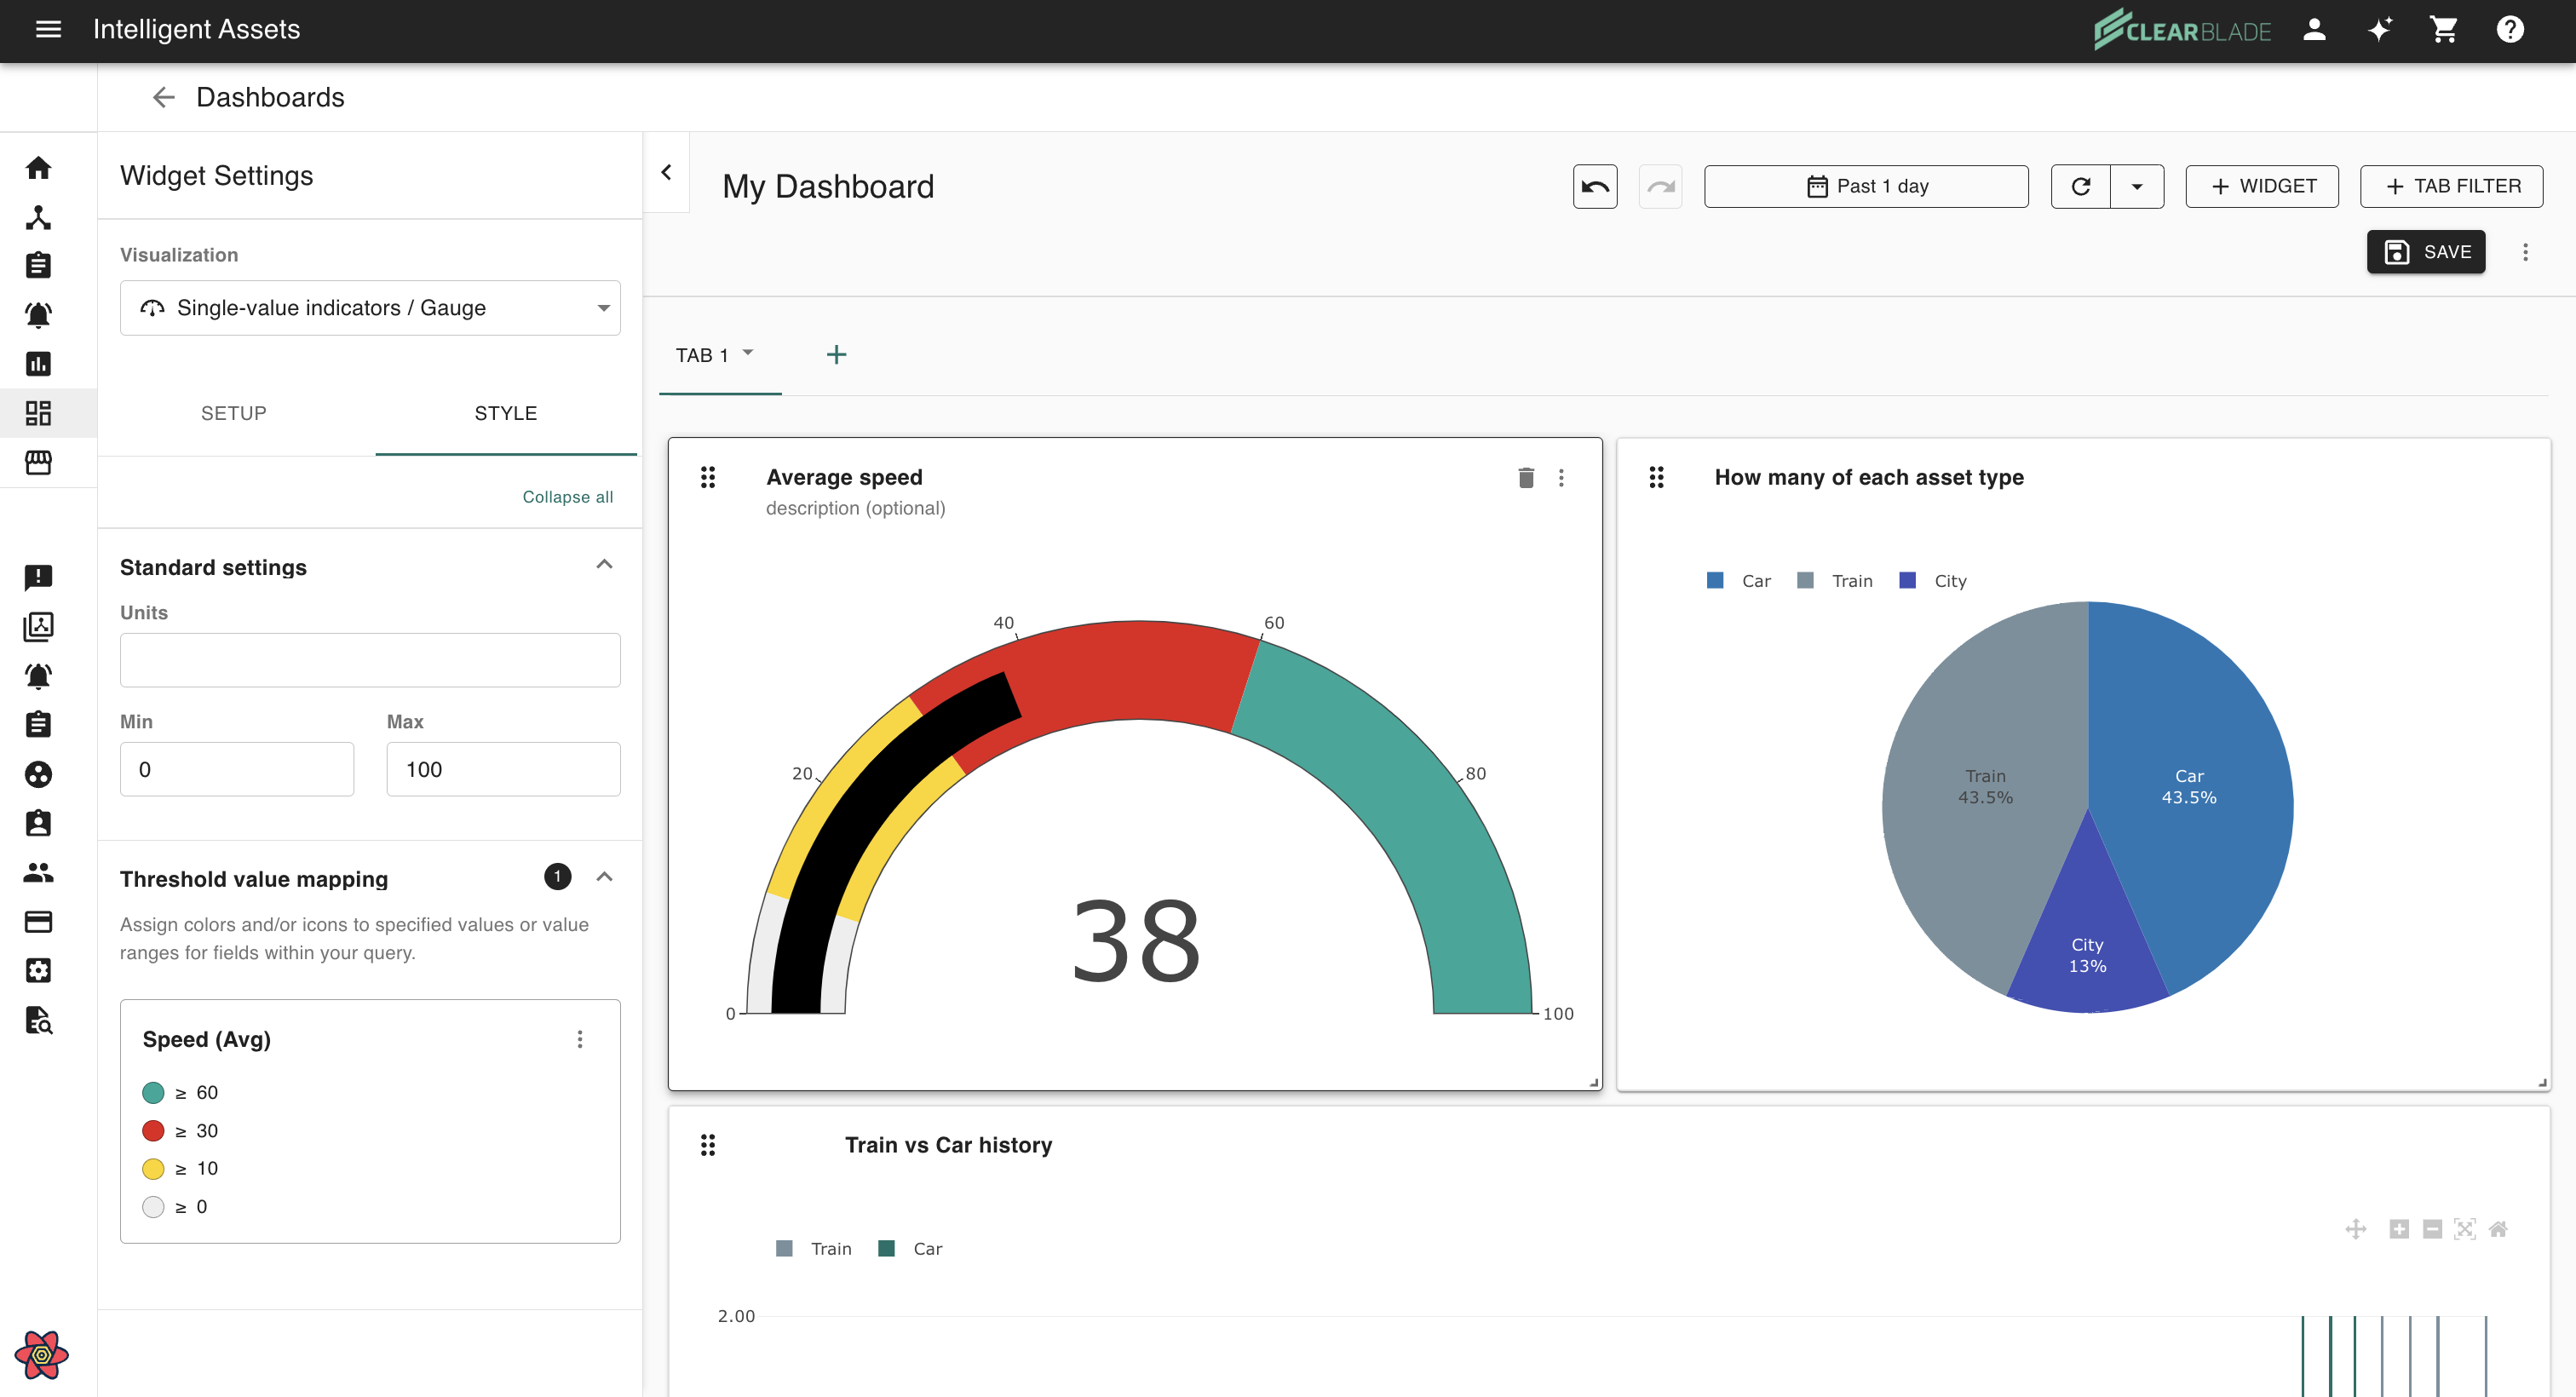 Intelligent Assets
CLEARBLADE
Dashboards
Widget Settings
Visualization
Single-value indicators / Gauge
SETUP
STYLE
Collapse all
Standard settings
Units
Min
Max
0
100
Threshold value mapping
1
Assign colors and/or icons to specified values or value
ranges for fields within your query.
Speed (Avg)
≥ 60
≥ 30
≥ 10
≥ 0
My Dashboard
Past 1 day
WIDGET
TAB FILTER
SAVE
TAB 1
Average speed
description (optional)
0
20
40
60
80
100
38
How many of each asset type
Car
Train
City
Train
43.5%
Car
43.5%
City
13%
Train vs Car history
Train
Car
2.00